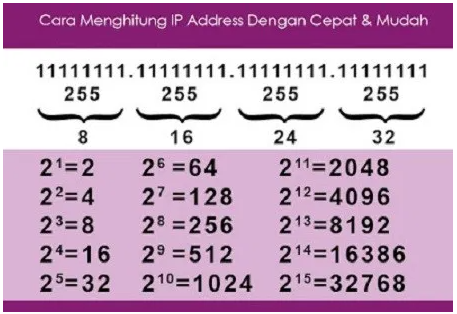 Cara Menghitung IP Address Dengan Cepat & Mudah
11111111.11111111.11111111.11111111
255 255 255 255
8 16 24 32
2¹=2 2⁶=64 2¹¹=2048
2²=4 2⁷=128 2¹²=4096
2³=8 2⁸=256 2¹³=8192
2⁴=16 2⁹=512 2¹⁴=16386
2⁵=32 2¹⁰=1024 2¹⁵=32768